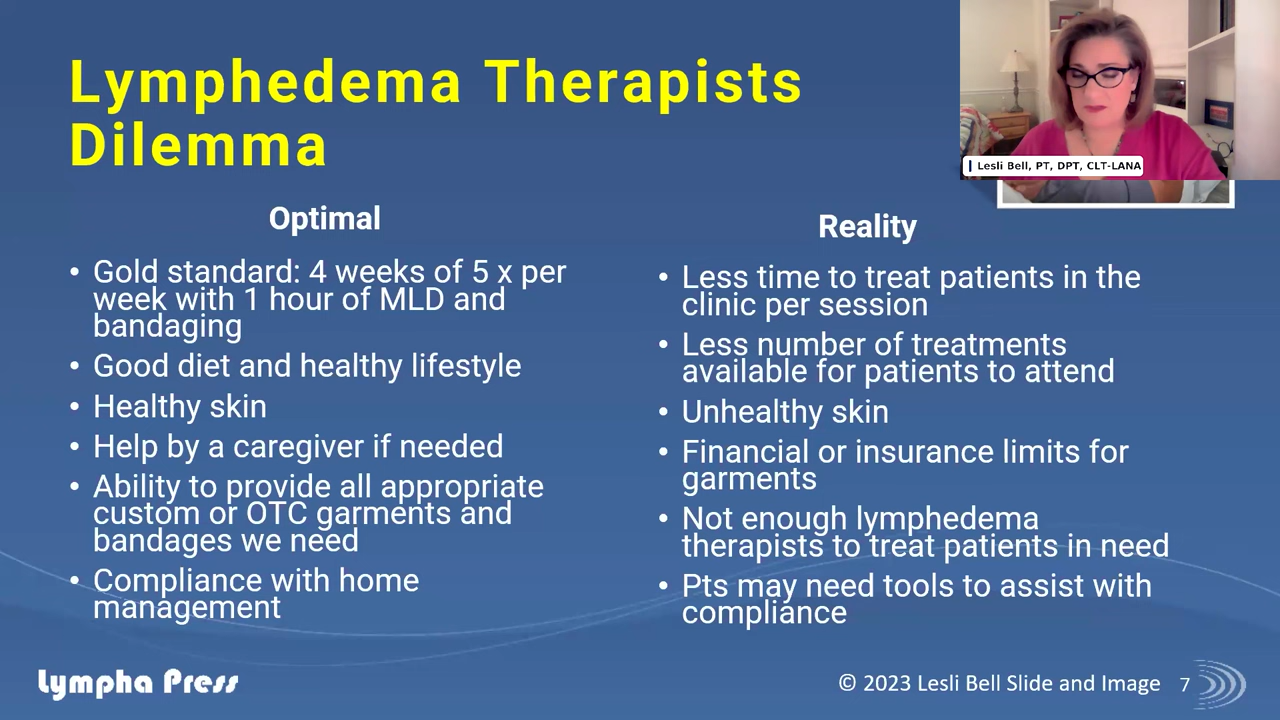 Lymphedema Therapists
Dilemma
Lesli Bell, PT, DPT, CLT-LANA
Optimal
• Gold standard: 4 weeks of 5 x per
week with 1 hour of MLD and
bandaging
• Good diet and healthy lifestyle
• Healthy skin
• Help by a caregiver if needed
• Ability to provide all appropriate
custom or OTC garments and
bandages we need
• Compliance with home
management
Reality
• Less time to treat patients in the
clinic per session
• Less number of treatments
available for patients to attend
• Unhealthy skin
• Financial or insurance limits for
garments
• Not enough lymphedema
therapists to treat patients in need
• Pts may need tools to assist with
compliance
Lympha Press
© 2023 Lesli Bell Slide and Image 7